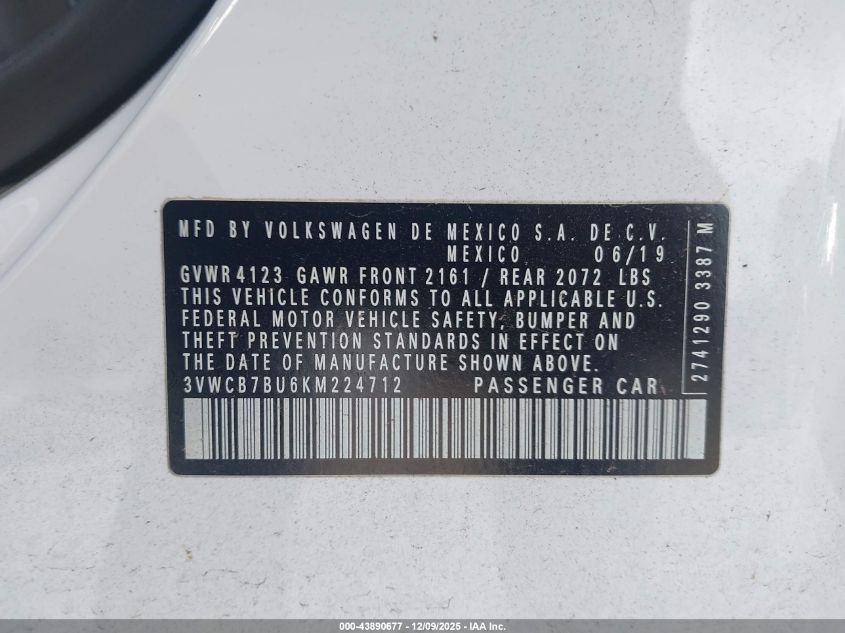 MFD BY VOLKSWAGEN DE MEXICO S.A. DE C.V.
MEXICO 06/19
GVWR 4123 GAWR FRONT 2161 / REAR 2072 LBS
THIS VEHICLE CONFORMS TO ALL APPLICABLE U.S.
FEDERAL MOTOR VEHICLE SAFETY, BUMPER AND
THEFT PREVENTION STANDARDS IN EFFECT ON
THE DATE OF MANUFACTURE SHOWN ABOVE.
3VWCB7BU6KM224712 PASSENGER CAR
2741290 3387 M
000-43890677 - 12/09/2025 - IAA Inc.